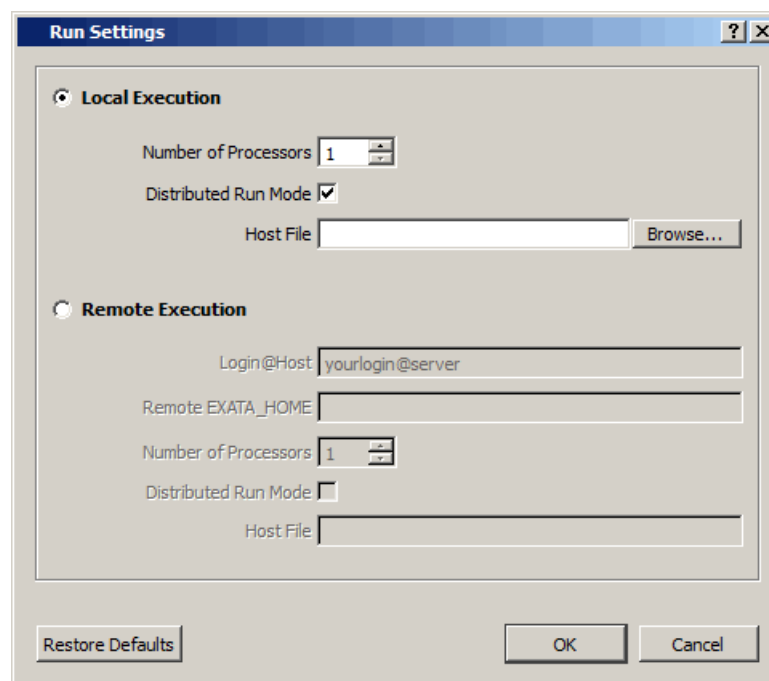 Run Settings
Local Execution
Number of Processors 1
Distributed Run Mode
Host File Browse...
Remote Execution
Login@Host yourlogin@server
Remote EXATA_HOME
Number of Processors 1
Distributed Run Mode
Host File
Restore Defaults OK Cancel